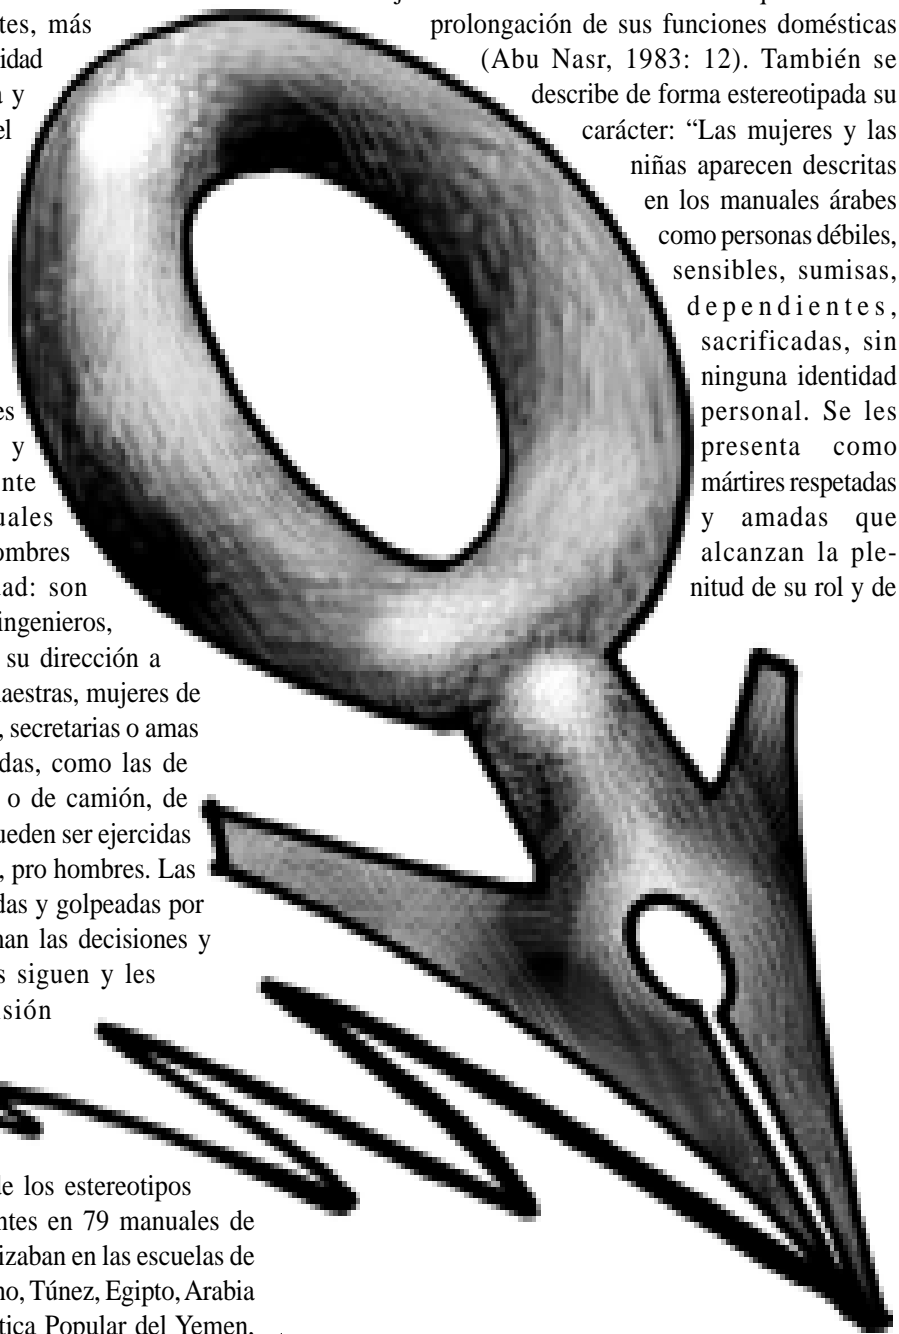 tes, más
idad
a y
el
es
y
nte
uales
ombres
dad: son
ingenieros,
su dirección a
aestras, mujeres de
, secretarias o amas
das, como las de
o de camión, de
ueden ser ejercidas
, pro hombres. Las
das y golpeadas por
nan las decisiones y
s siguen y les
sión
de los estereotipos
ntes en 79 manuales de
izaban en las escuelas de
no, Túnez, Egipto, Arabia
tica Popular del Yemen,
prolongación de sus funciones domésticas
(Abu Nasr, 1983: 12). También se
describe de forma estereotipada su
carácter: “Las mujeres y las
niñas aparecen descritas
en los manuales árabes
como personas débiles,
sensibles, sumisas,
dependientes,
sacrificadas, sin
ninguna identidad
personal. Se les
presenta como
mártires respetadas
y amadas que
alcanzan la ple-
nitud de su rol y de